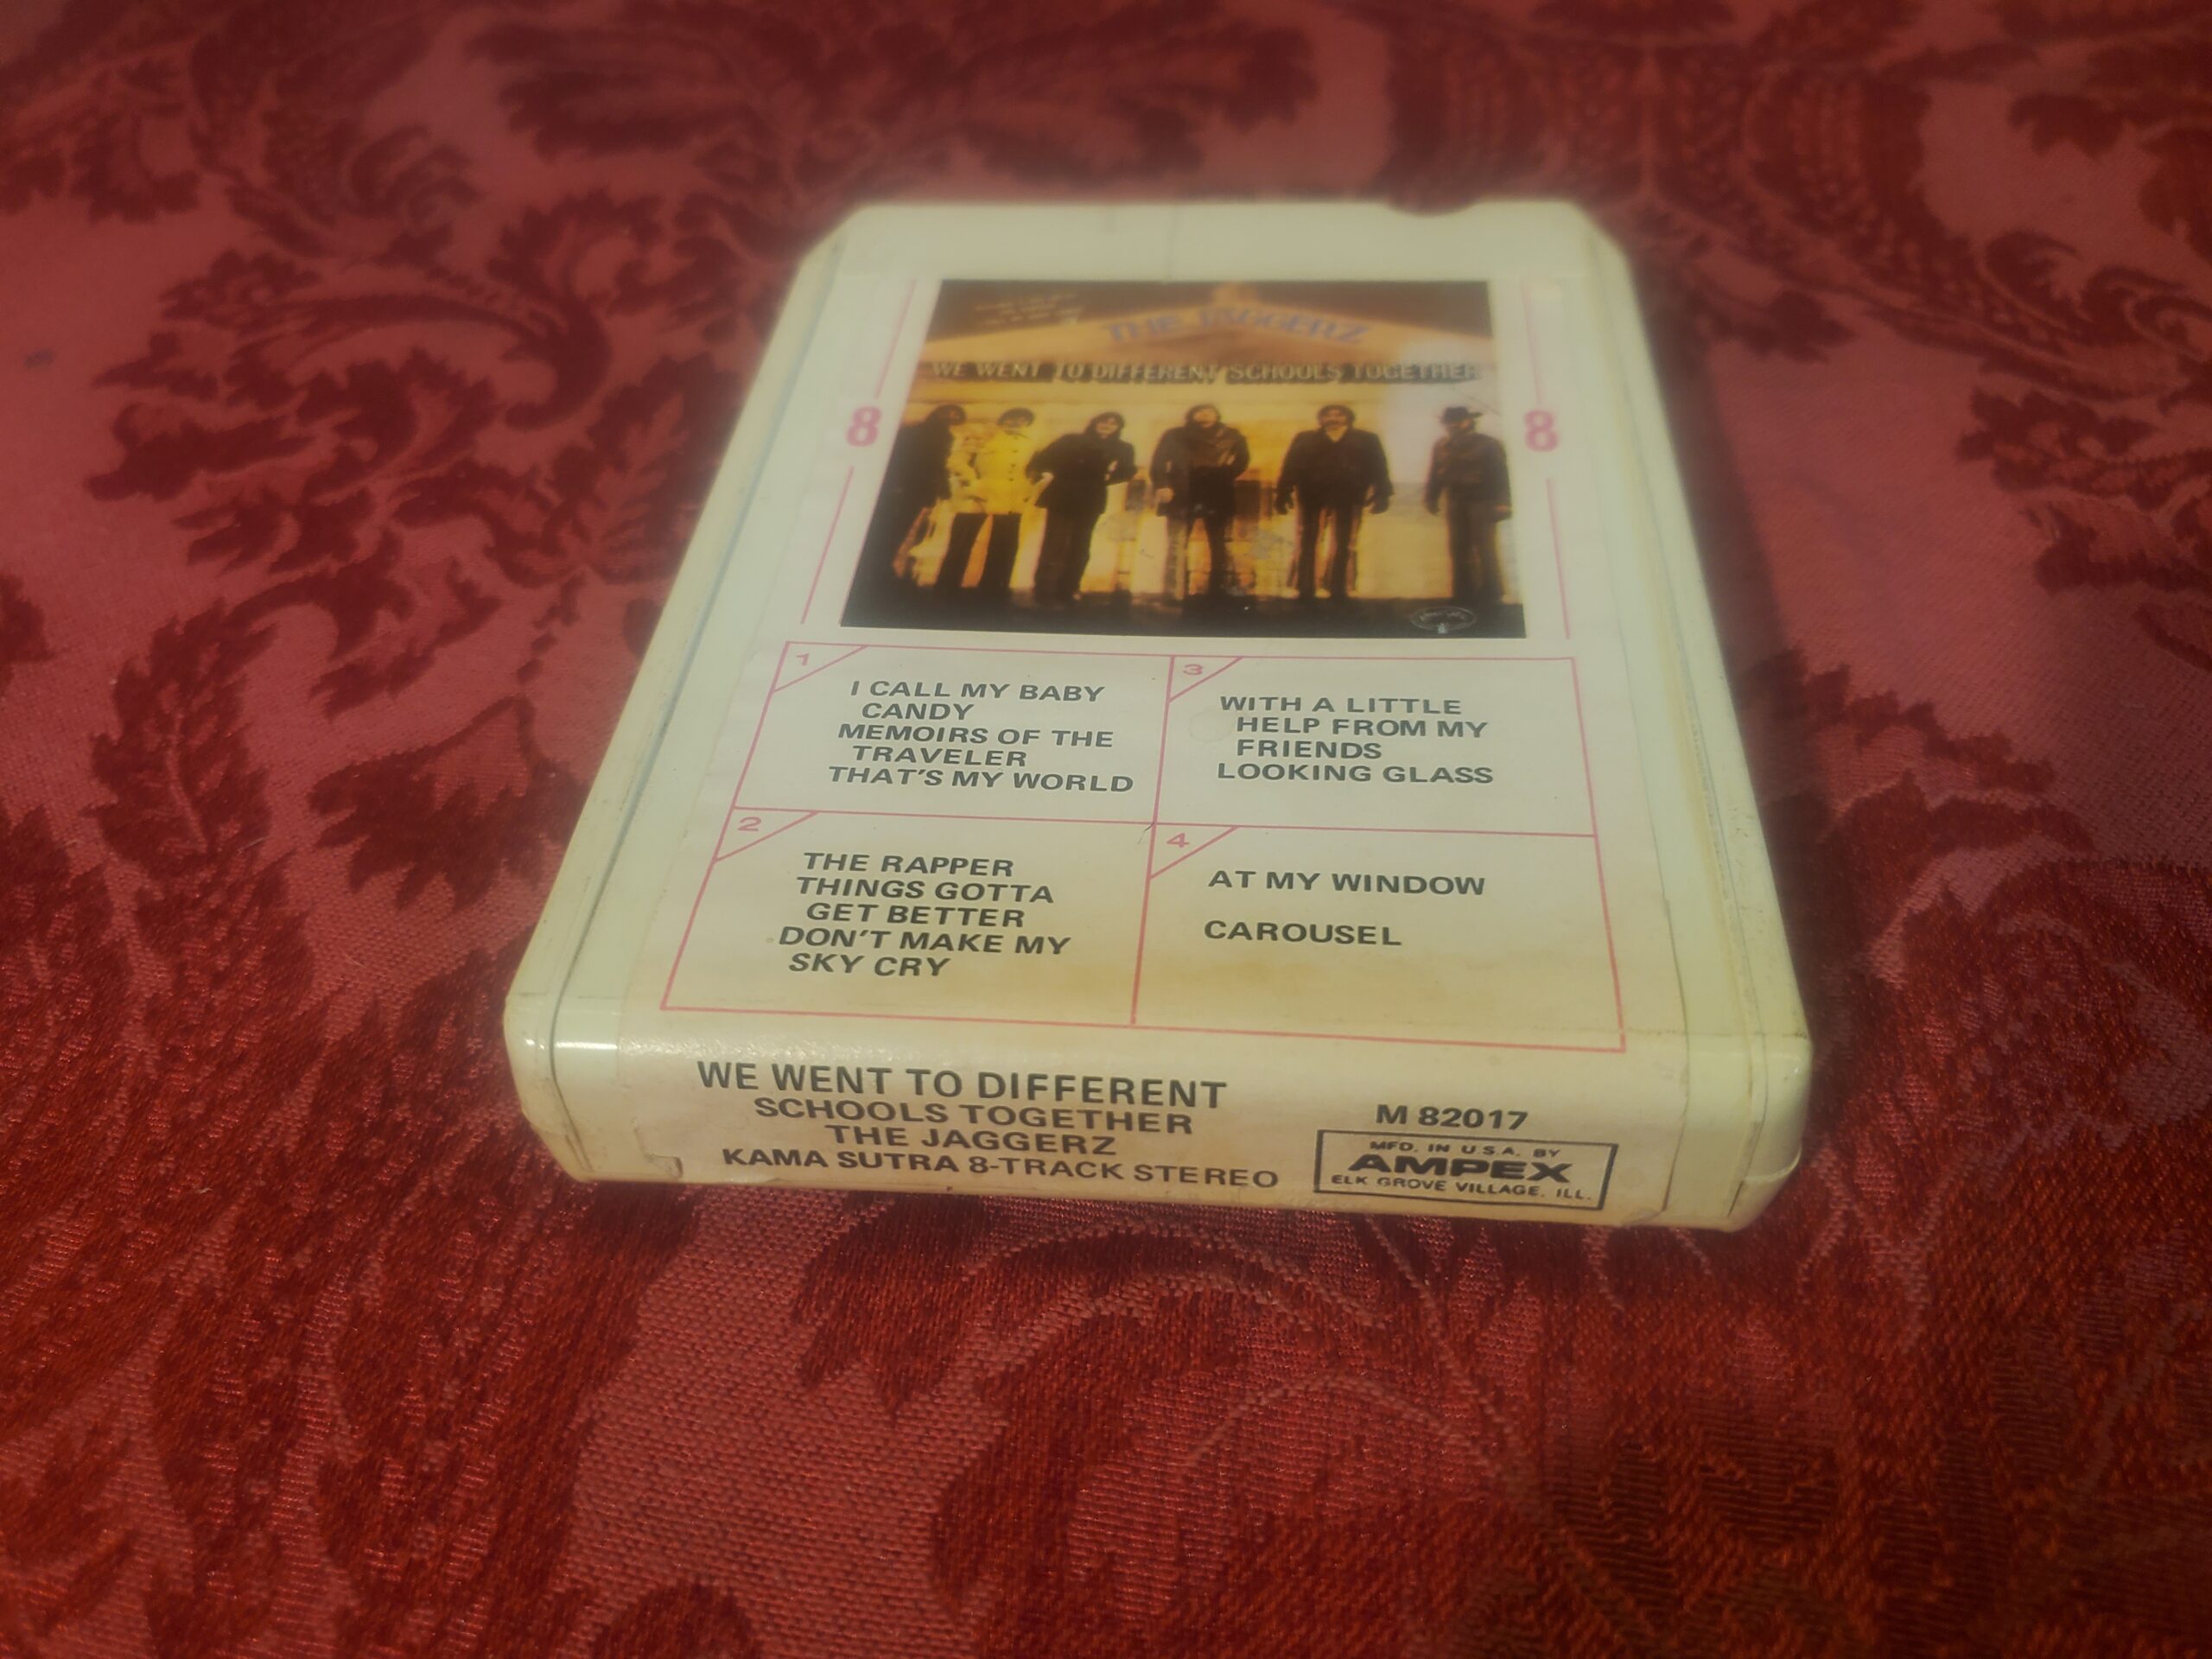 THE JAGGERZ
WE WENT TO DIFFERENT SCHOOLS TOGETHER
8
8
1
I CALL MY BABY
CANDY
MEMOIRS OF THE
TRAVELER
THAT'S MY WORLD
3
WITH A LITTLE
HELP FROM MY
FRIENDS
LOOKING GLASS
2
THE RAPPER
THINGS GOTTA
GET BETTER
DON'T MAKE MY
SKY CRY
4
AT MY WINDOW
CAROUSEL
WE WENT TO DIFFERENT
SCHOOLS TOGETHER
THE JAGGERZ
KAMA SUTRA 8-TRACK STEREO
M 82017
MFD. IN U.S.A. BY
AMPEX
ELK GROVE VILLAGE, ILL.